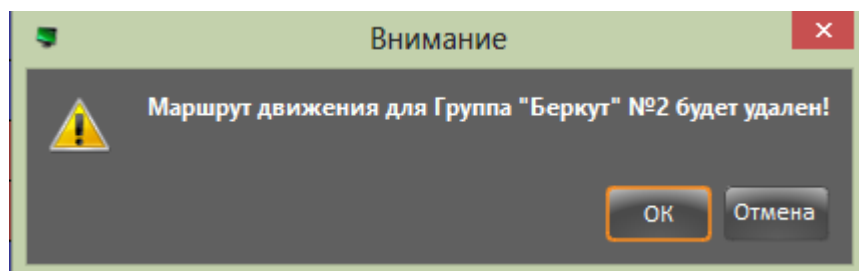 Внимание
Маршрут движения для Группа "Беркут" №2 будет удален!
ОК
Отмена